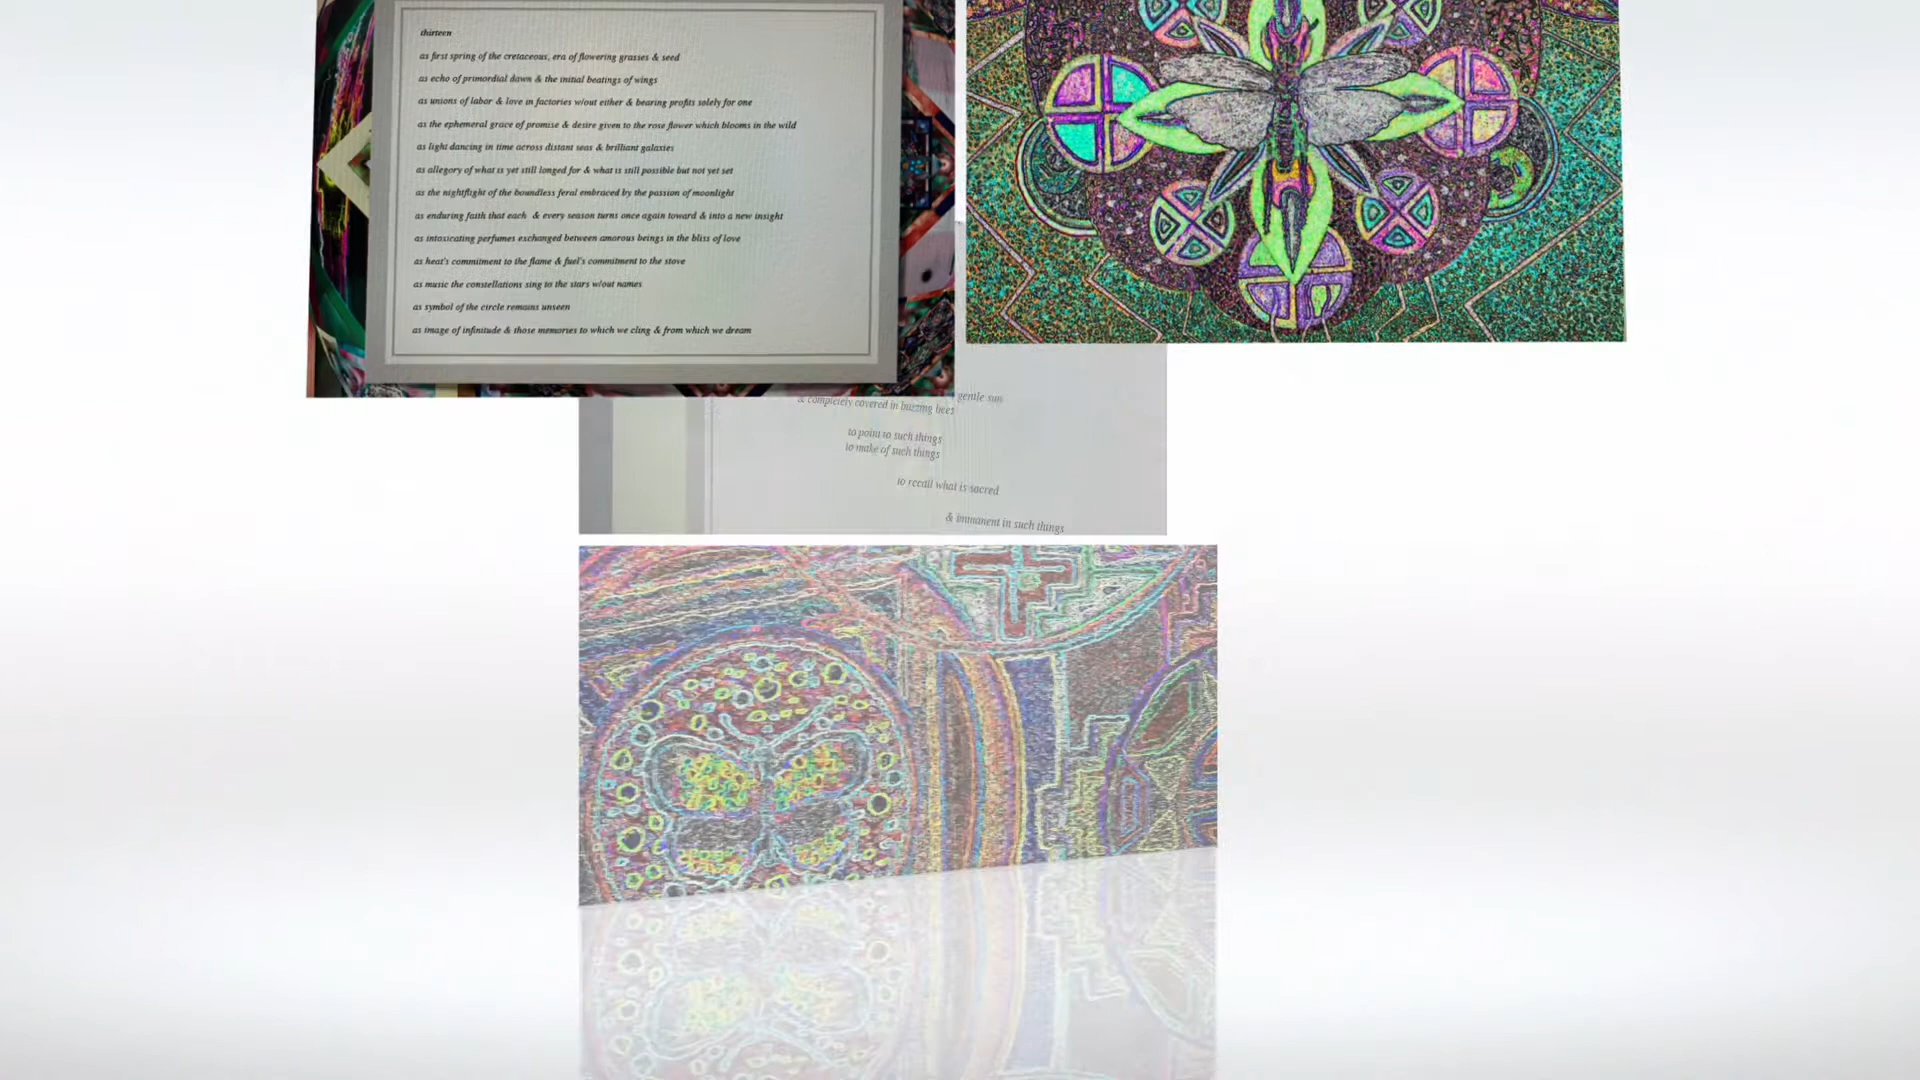 thirteen
as first spring of the cretaceous, era of flowering grasses & seed
as echo of primordial dawn & the initial beatings of wings
as unions of labor & love in factories w/out either & bearing profits solely for one
as the ephemeral grace of promise & desire given to the rose flower which blooms in the wild
as light dancing in time across distant seas & brilliant galaxies
as allegory of what is yet still longed for & what is still possible but not yet set
as the nightflight of the boundless feral embraced by the passion of moonlight
as enduring faith that each & every season turns once again toward & into a new insight
as intoxicating perfumes exchanged between amorous beings in the bliss of love
as heat's commitment to the flame & fuel's commitment to the stove
as music the constellations sing to the stars w/out names
as symbol of the circle remains unseen
as image of infinitude & those memories to which we cling & from which we dream
gentle sun
& completely covered in buzzing bees
to point to such things
to make of such things
to recall what is sacred
& immanent in such things